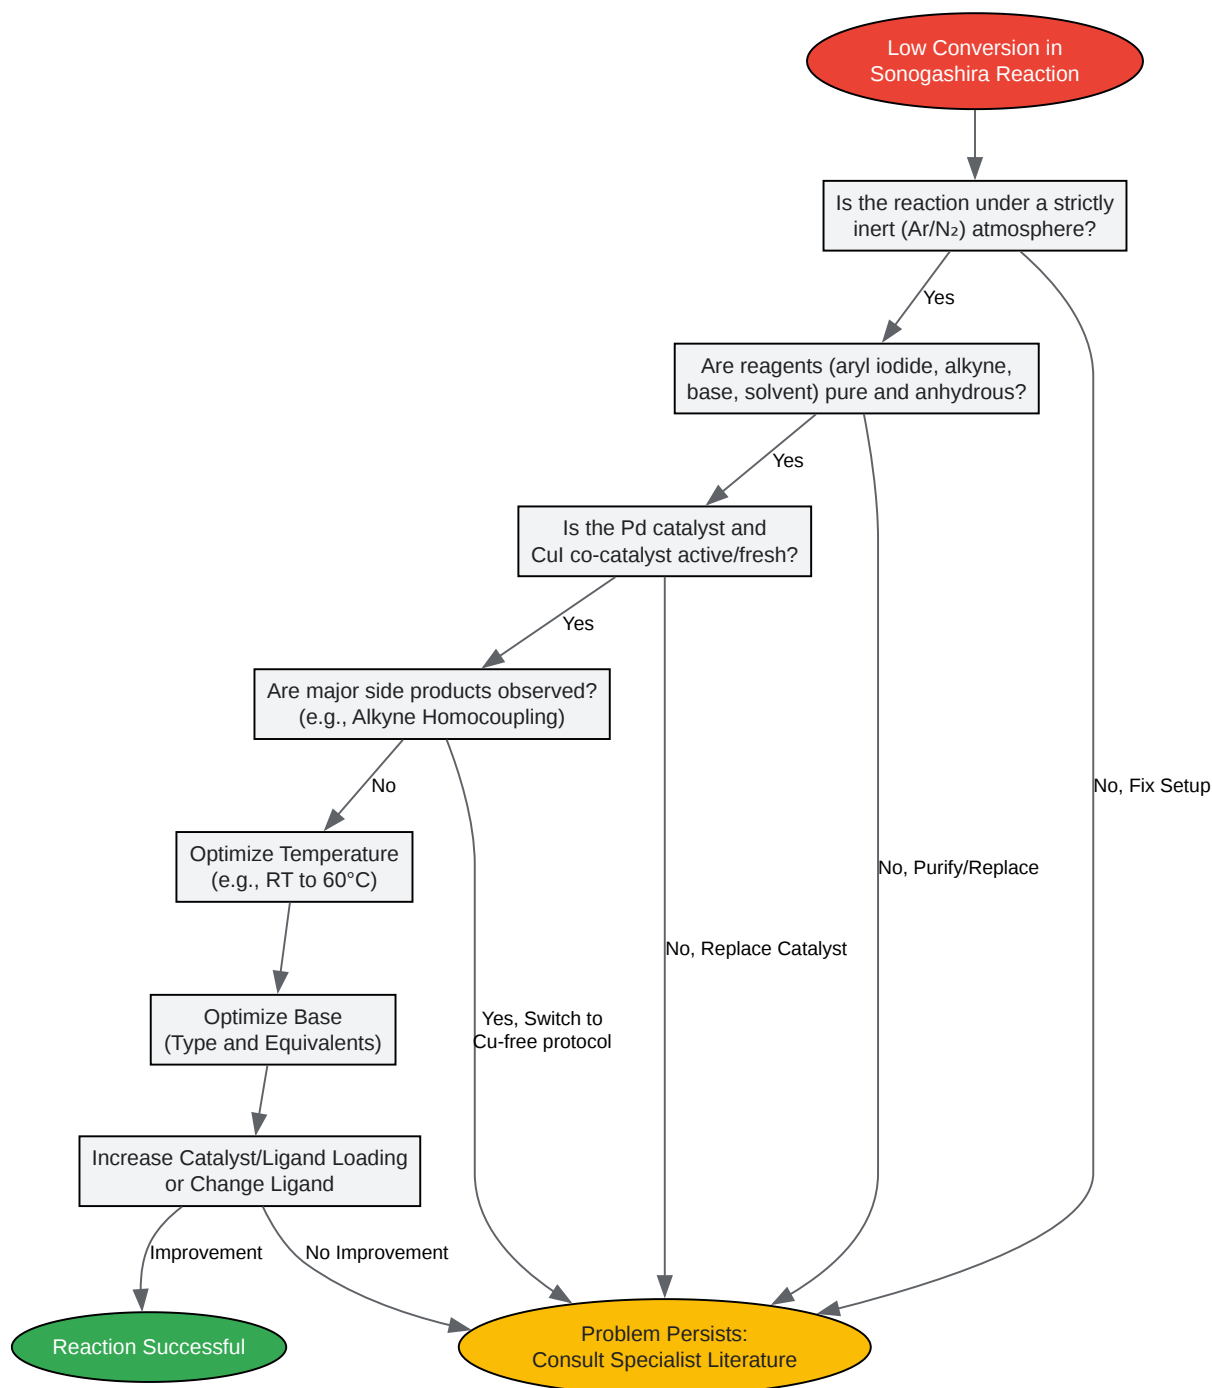 Low Conversion in
Sonogashira Reaction
Is the reaction under a strictly
inert (Ar/N₂) atmosphere?
Yes
Are reagents (aryl iodide, alkyne,
base, solvent) pure and anhydrous?
Yes
Is the Pd catalyst and
CuI co-catalyst active/fresh?
Yes
Are major side products observed?
(e.g., Alkyne Homocoupling)
No
No, Fix Setup
Optimize Temperature
(e.g., RT to 60°C)
No, Purify/Replace
No, Replace Catalyst
Optimize Base
(Type and Equivalents)
Yes, Switch to
Cu-free protocol
Increase Catalyst/Ligand Loading
or Change Ligand
Improvement
No Improvement
Reaction Successful
Problem Persists:
Consult Specialist Literature